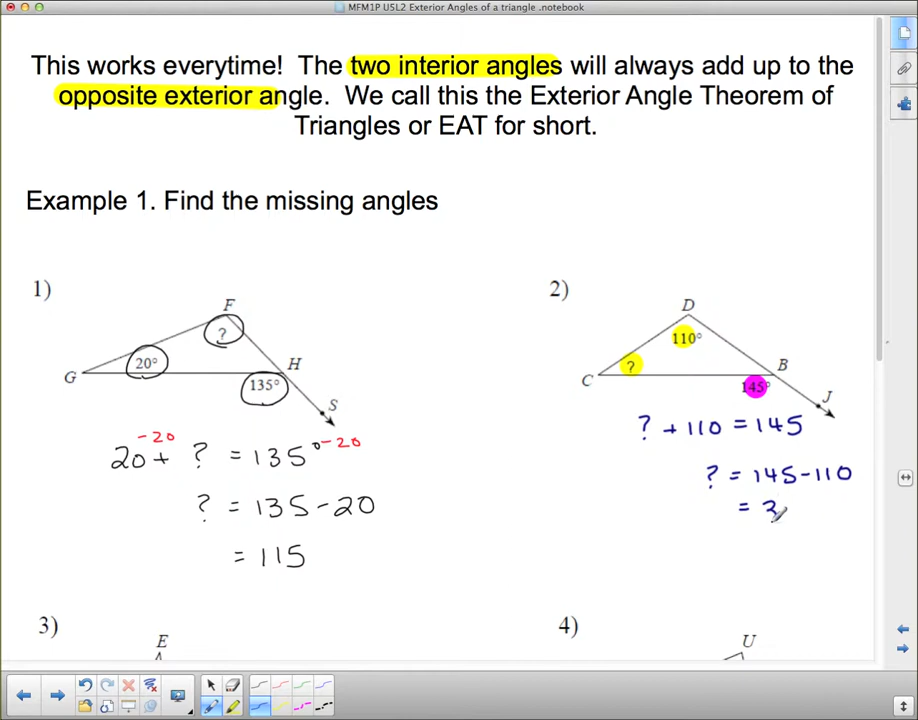 MFM1P USL2 Exterior Angles of a triangle .notebook
This works everytime! The two interior angles will always add up to the
opposite exterior angle. We call this the Exterior Angle Theorem of
Triangles or EAT for short.
Example 1. Find the missing angles
1)
F
?
20°
G
H
135°
S
20 + ? = 135°
-20 -20
? = 135-20
= 115
2)
D
110°
?
C
B
145°
J
? + 110 = 145
? = 145-110
= 3
3)
E
4)
U